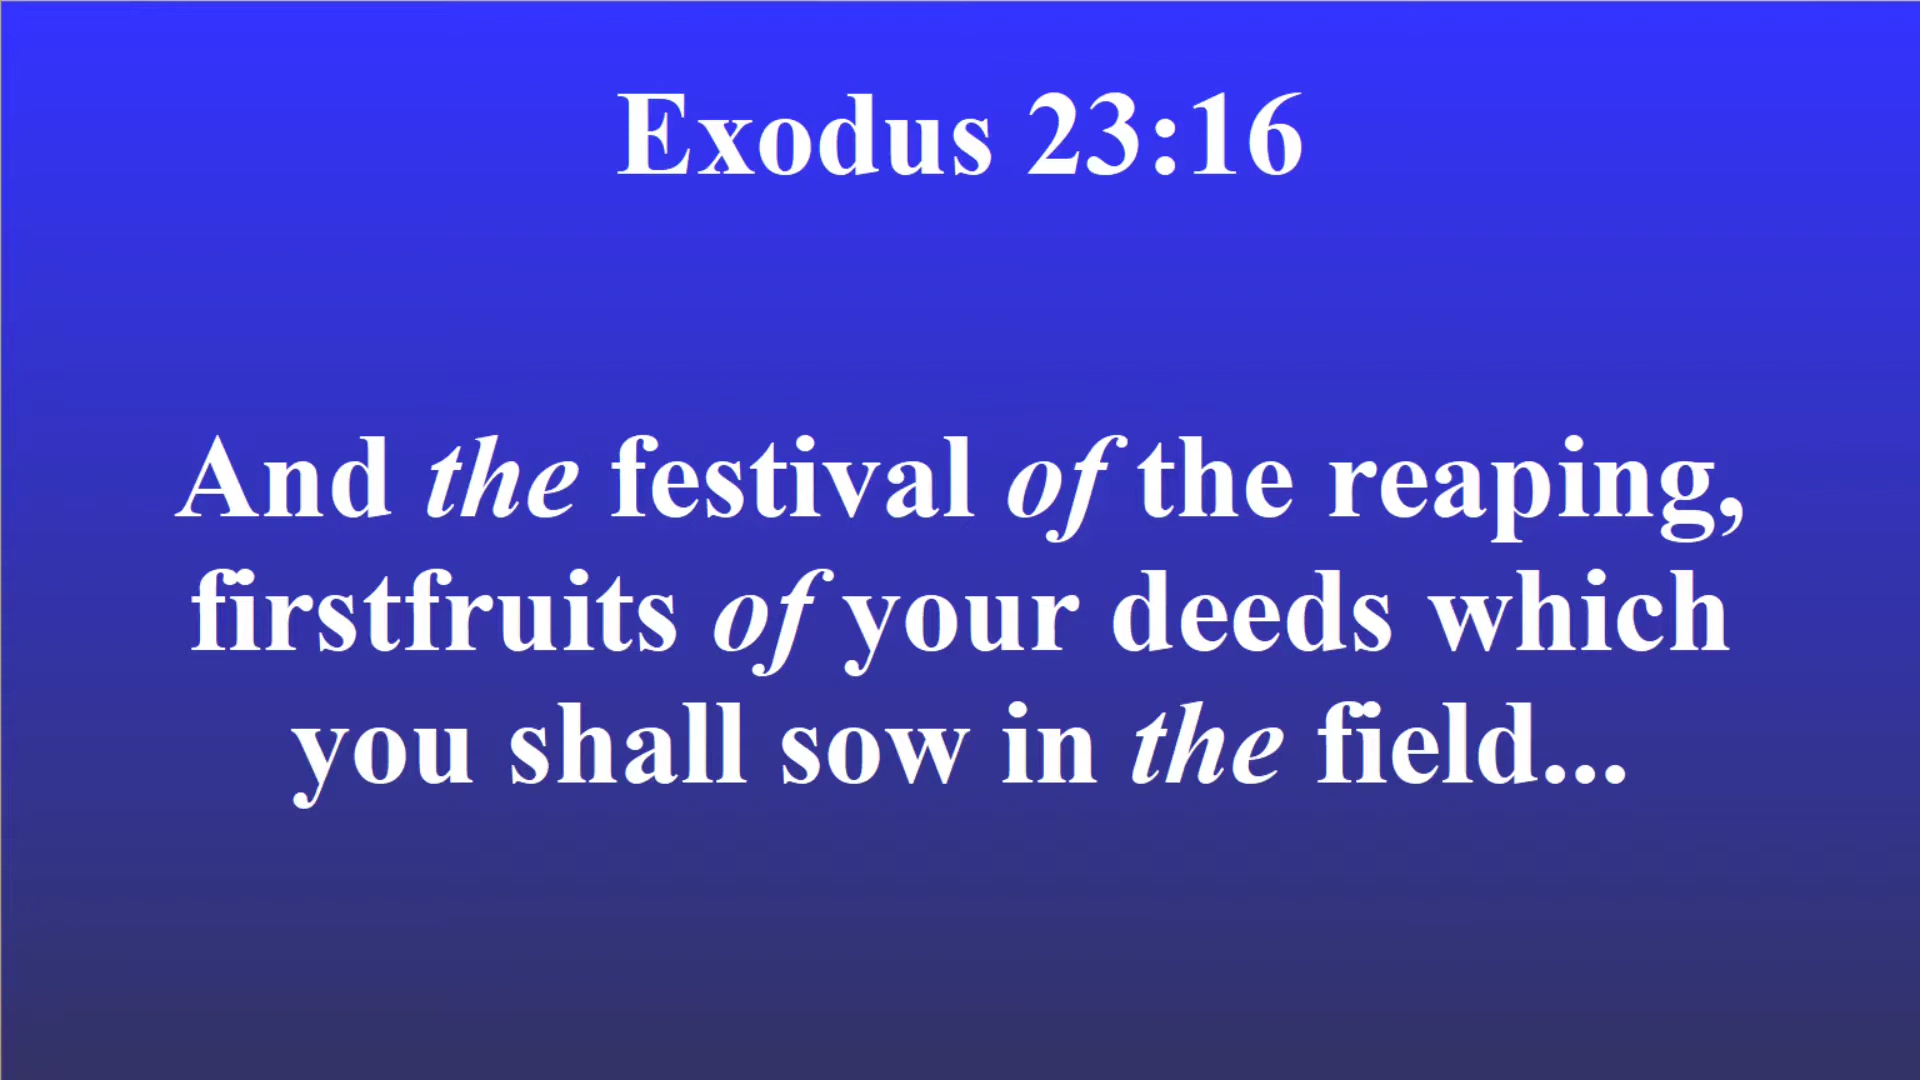 Exodus 23:16
And the festival of the reaping,
firstfruits of your deeds which
you shall sow in the field...